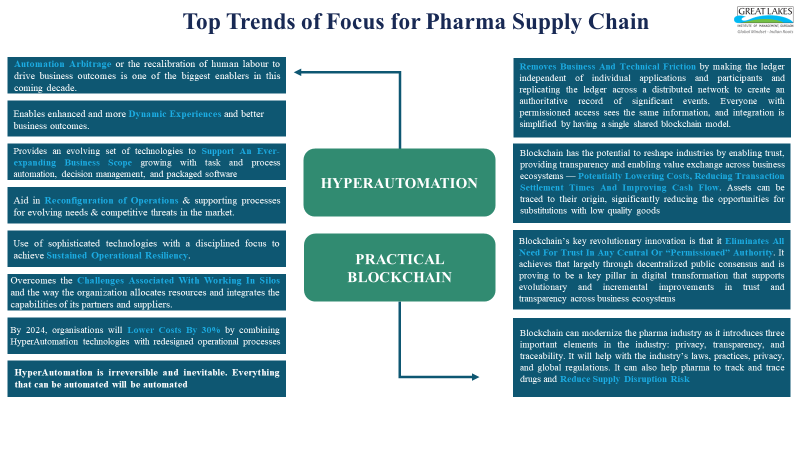 Top Trends of Focus for Pharma Supply Chain
GREAT LAKES
INSTITUTE OF MANAGEMENT, GURGAON
Global Mindset - Indian Roots
Automation Arbitrage or the recalibration of human labour to
drive business outcomes is one of the biggest enablers in this
coming decade.
Enables enhanced and more Dynamic Experiences and better
business outcomes.
Provides an evolving set of technologies to Support An Ever-
expanding Business Scope growing with task and process
automation, decision management, and packaged software
Aid in Reconfiguration of Operations & supporting processes
for evolving needs & competitive threats in the market.
Use of sophisticated technologies with a disciplined focus to
achieve Sustained Operational Resiliency.
Overcomes the Challenges Associated With Working In Silos
and the way the organization allocates resources and integrates the
capabilities of its partners and suppliers.
By 2024, organisations will Lower Costs By 30% by combining
HyperAutomation technologies with redesigned operational processes
HyperAutomation is irreversible and inevitable. Everything
that can be automated will be automated
HYPERAUTOMATION
PRACTICAL
BLOCKCHAIN
Removes Business And Technical Friction by making the ledger
independent of individual applications and participants and
replicating the ledger across a distributed network to create an
authoritative record of significant events. Everyone with
permissioned access sees the same information, and integration is
simplified by having a single shared blockchain model.
Blockchain has the potential to reshape industries by enabling trust,
providing transparency and enabling value exchange across business
ecosystems — Potentially Lowering Costs, Reducing Transaction
Settlement Times And Improving Cash Flow. Assets can be
traced to their origin, significantly reducing the opportunities for
substitutions with low quality goods
Blockchain's key revolutionary innovation is that it Eliminates All
Need For Trust In Any Central Or “Permissioned” Authority. It
achieves that largely through decentralized public consensus and is
proving to be a key pillar in digital transformation that supports
evolutionary and incremental improvements in trust and
transparency across business ecosystems
Blockchain can modernize the pharma industry as it introduces three
important elements in the industry: privacy, transparency, and
traceability. It will help with the industry's laws, practices, privacy,
and global regulations. It can also help pharma to track and trace
drugs and Reduce Supply Disruption Risk